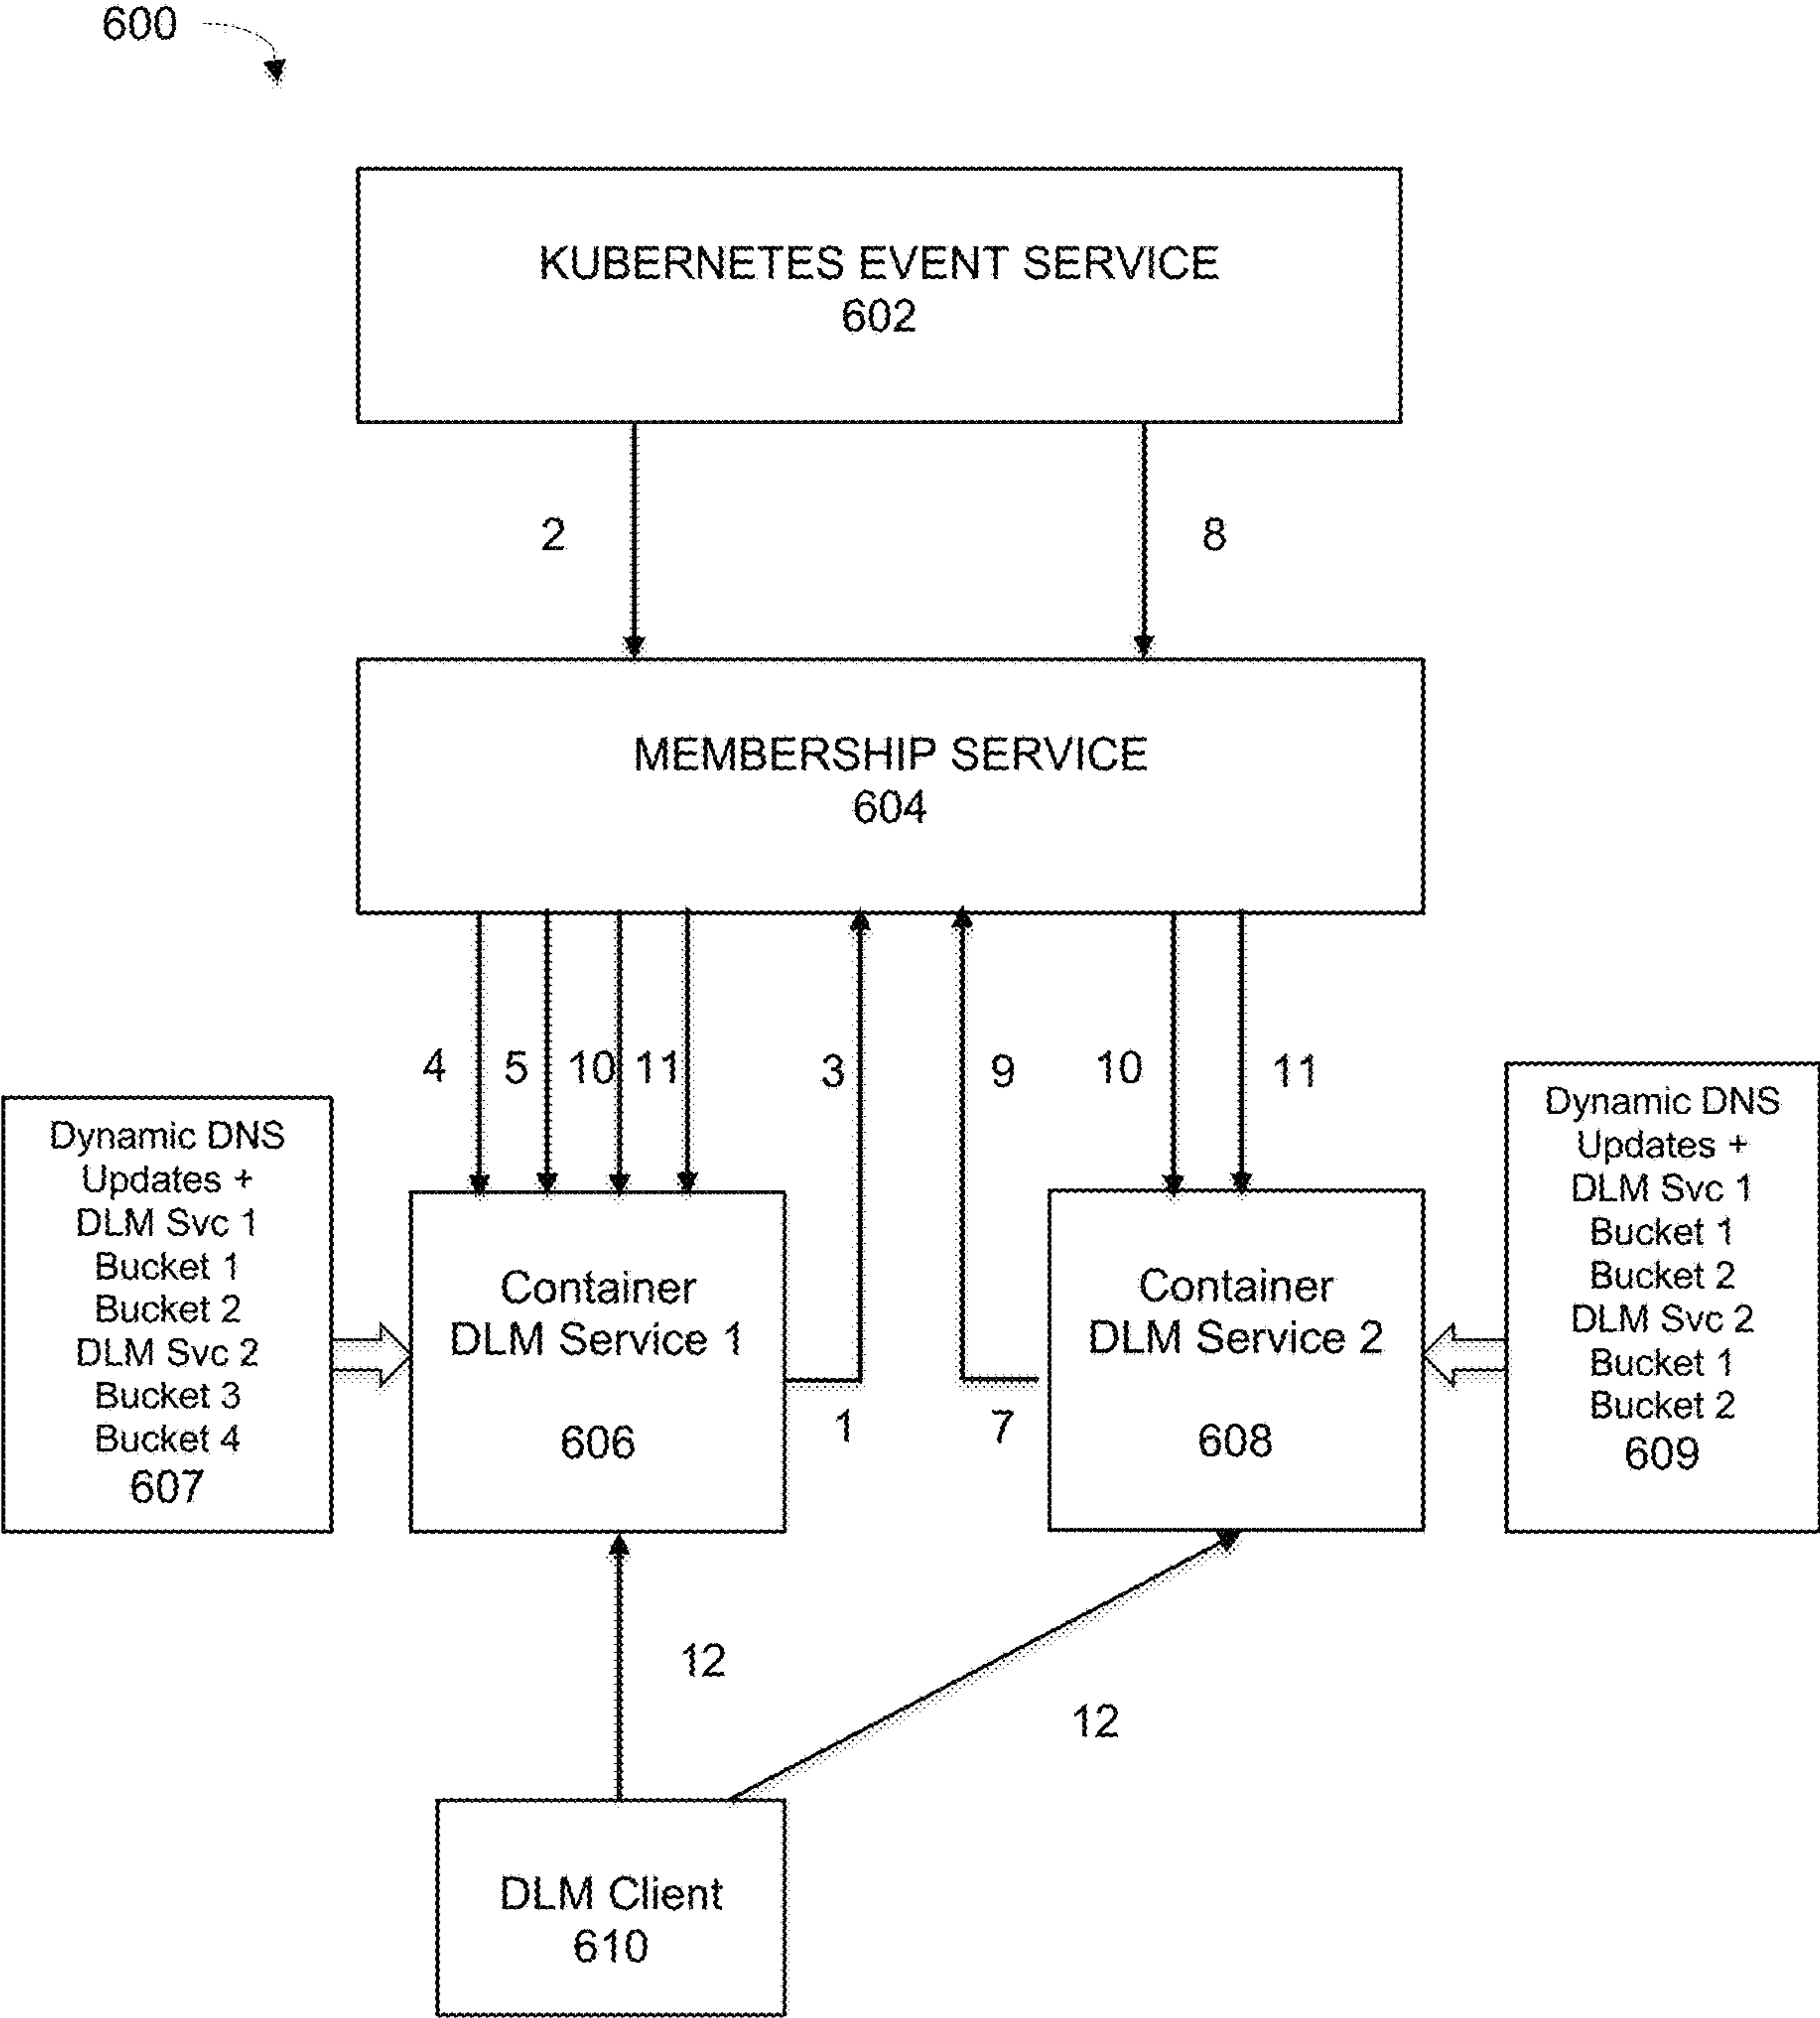 600
KUBERNETES EVENT SERVICE
602
2
8
MEMBERSHIP SERVICE
604
4
5
10
11
3
9
10
11
Dynamic DNS
Updates +
DLM Svc 1
Bucket 1
Bucket 2
DLM Svc 2
Bucket 3
Bucket 4
607
Container
DLM Service 1
606
1
7
Container
DLM Service 2
608
Dynamic DNS
Updates +
DLM Svc 1
Bucket 1
Bucket 2
DLM Svc 2
Bucket 1
Bucket 2
609
12
12
DLM Client
610